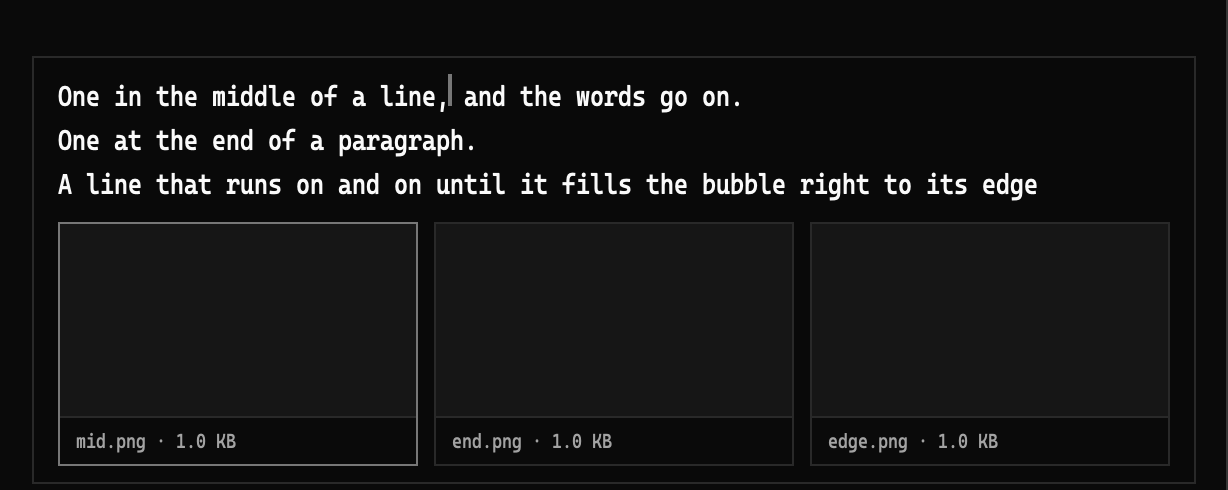 One in the middle of a line, and the words go on.
One at the end of a paragraph.
A line that runs on and on until it fills the bubble right to its edge
mid.png · 1.0 KB
end.png · 1.0 KB
edge.png · 1.0 KB